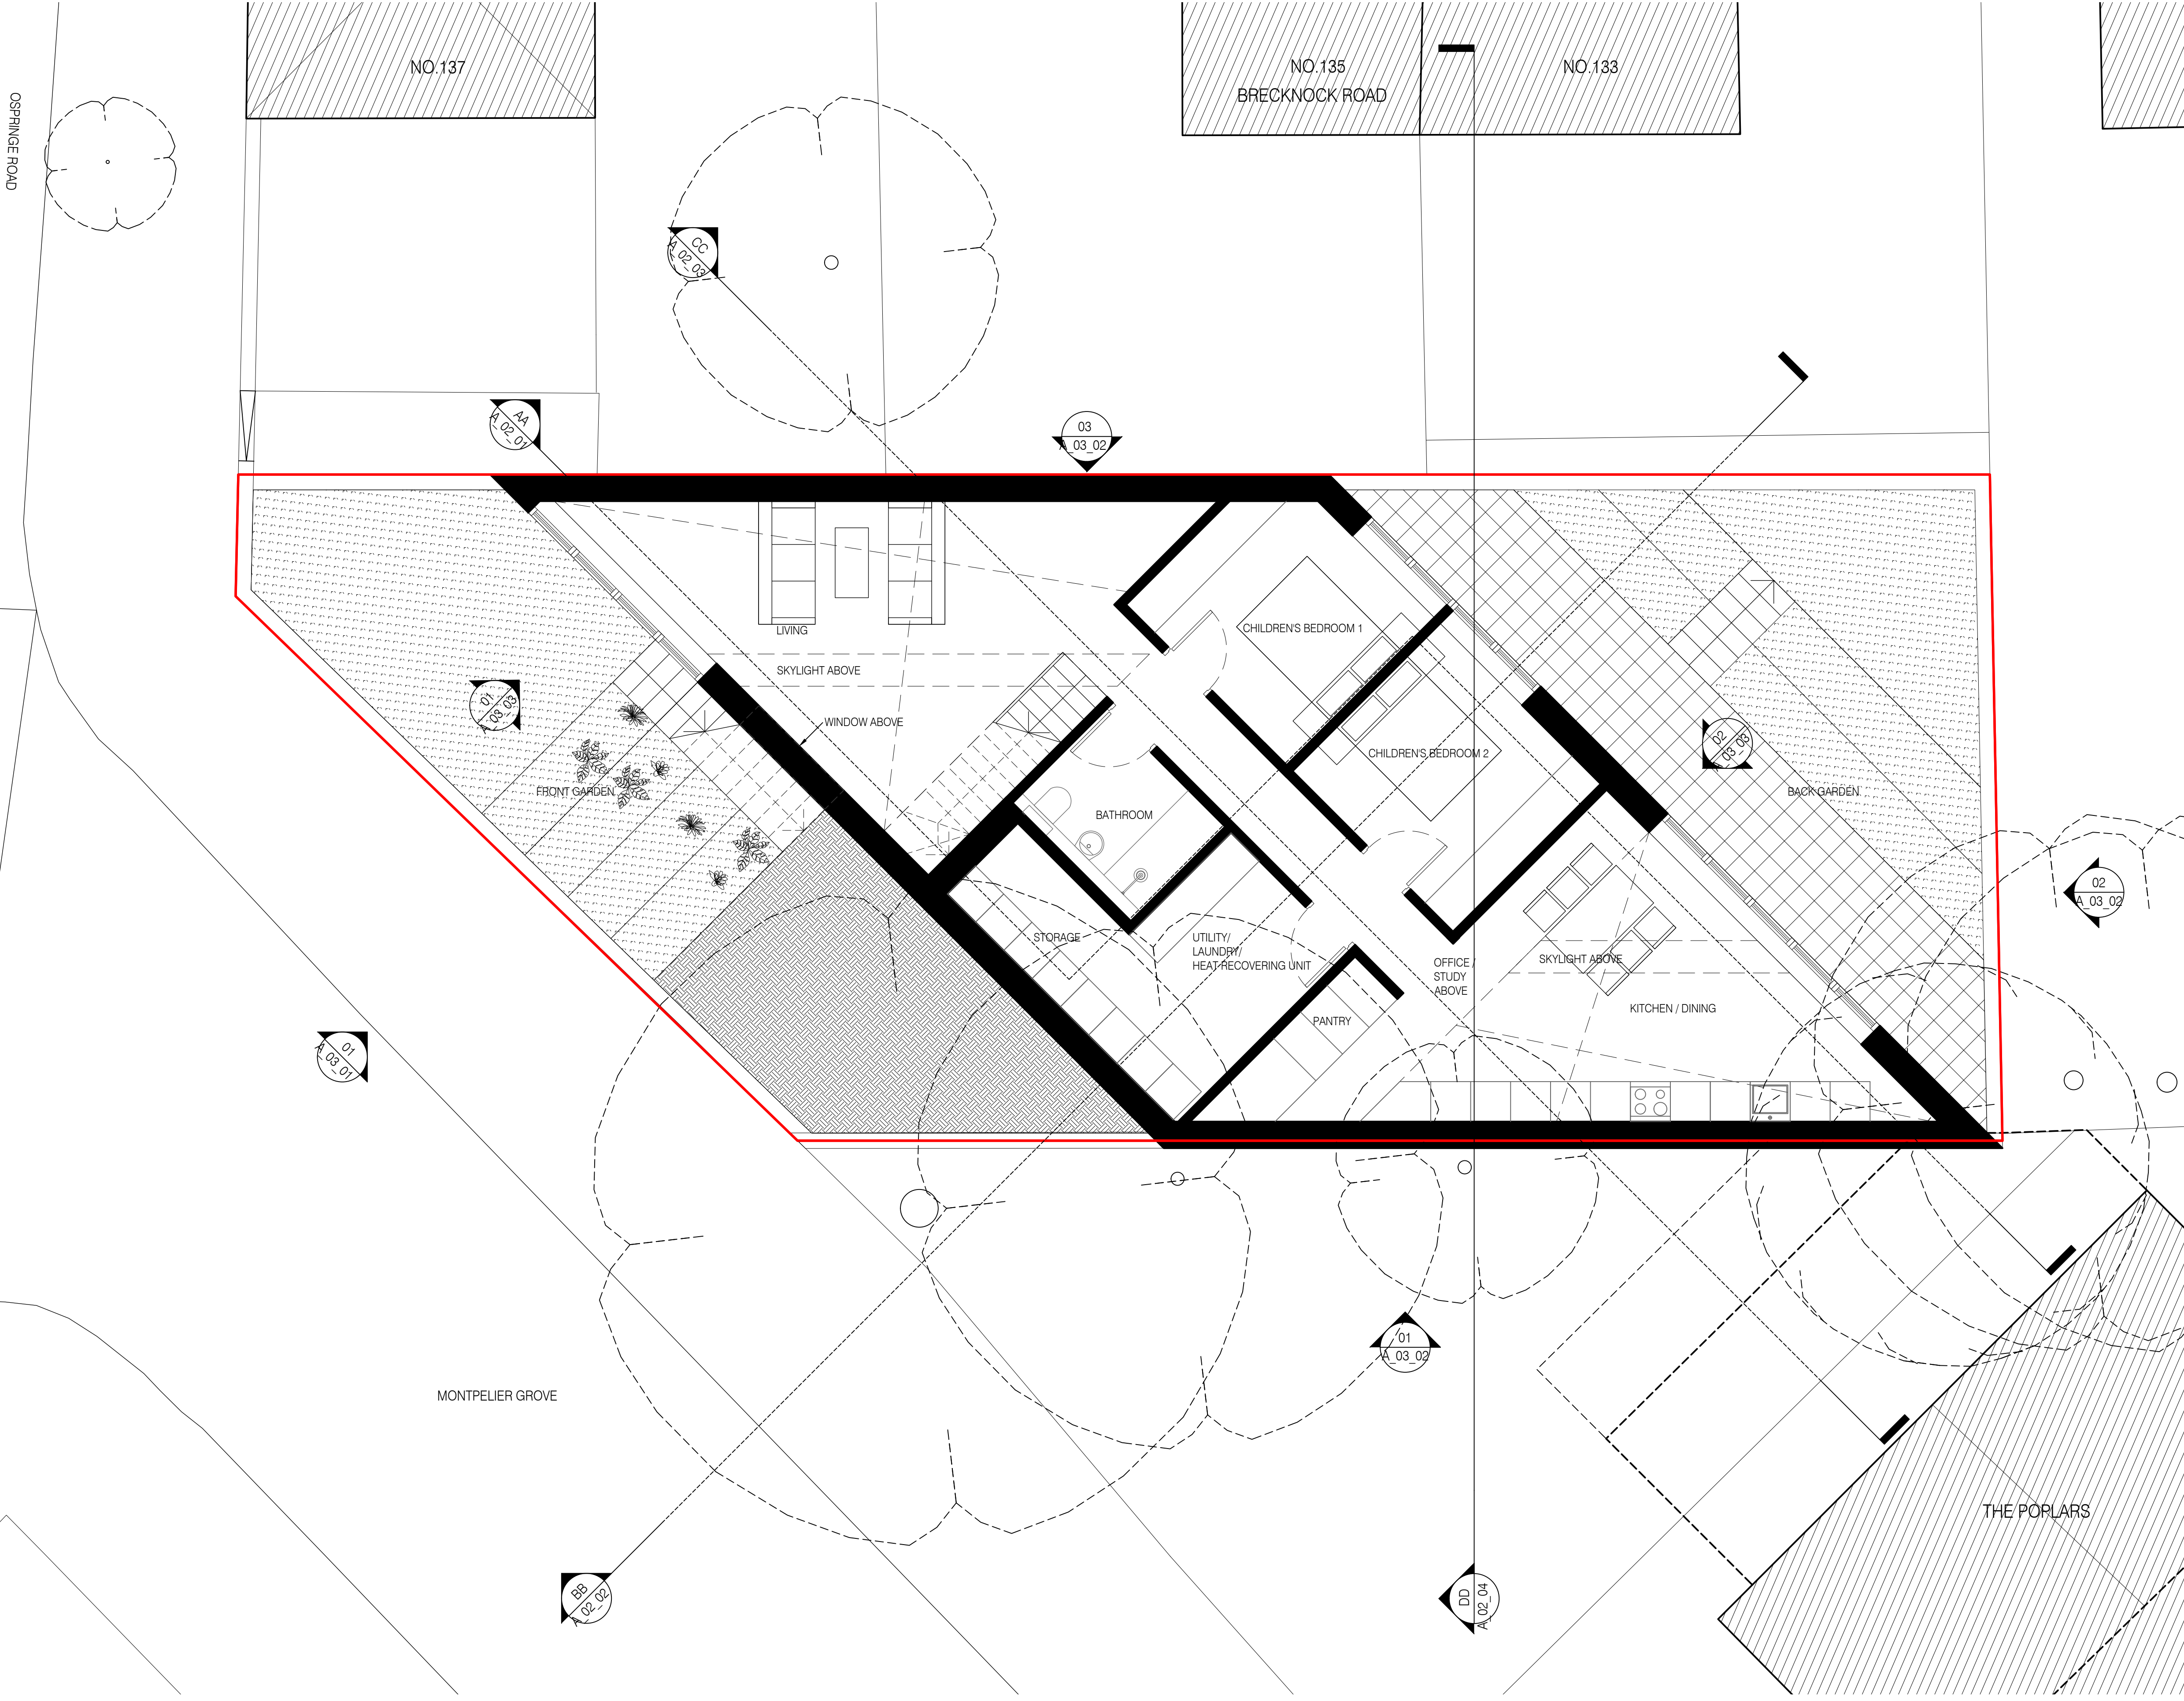 NO.137
NO.135
BRECKNOCK ROAD
NO.133
OSPRINGE ROAD
CC
A_02_03
AA
A_02_01
03
A_03_02
LIVING
SKYLIGHT ABOVE
WINDOW ABOVE
CHILDREN'S BEDROOM 1
CHILDREN'S BEDROOM 2
01
A_03_03
FRONT GARDEN
BATHROOM
02
A_03_03
BACK GARDEN
02
A_03_02
STORAGE
UTILITY/
LAUNDRY/
HEAT RECOVERING UNIT
OFFICE /
STUDY
ABOVE
SKYLIGHT ABOVE
KITCHEN / DINING
PANTRY
01
A_03_01
01
A_03_02
MONTPELIER GROVE
THE POPLARS
BB
A_02_02
DD
A_02_04